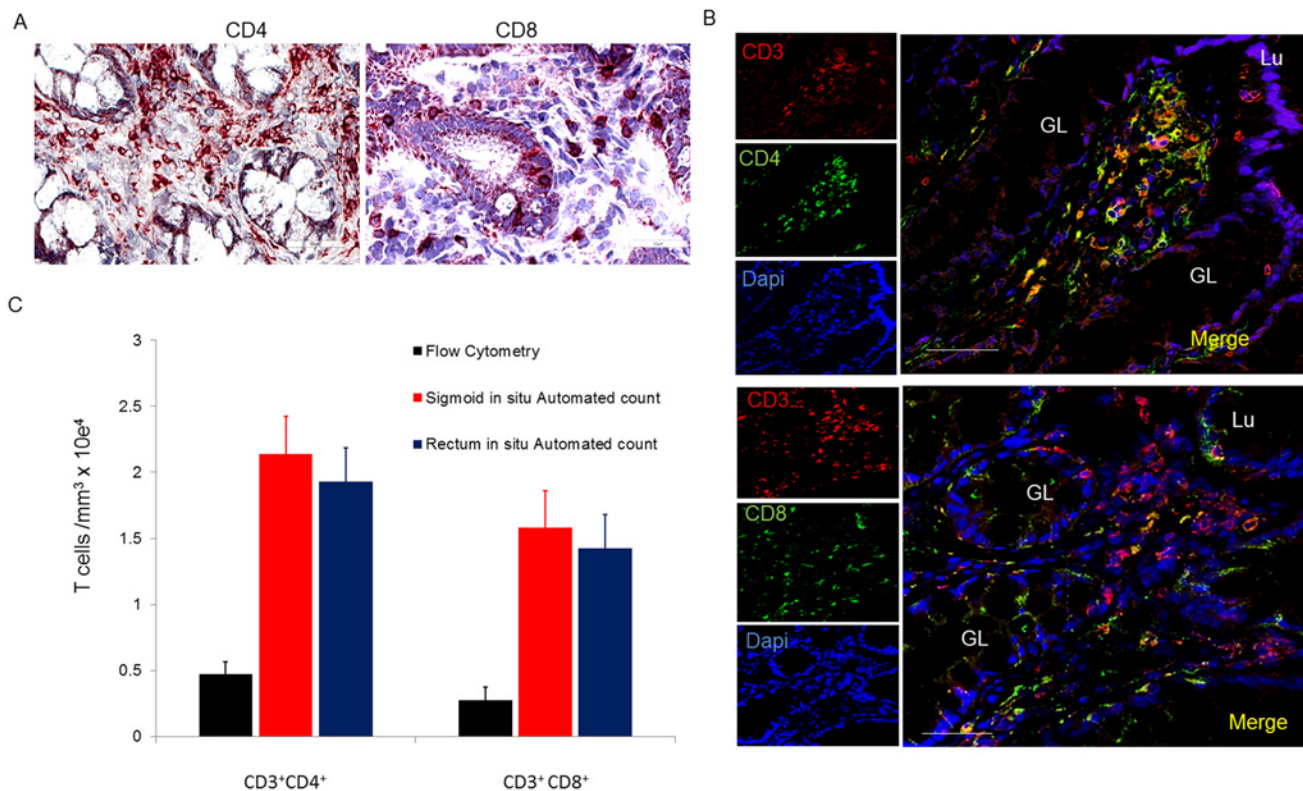 A
CD4
CD8
B
CD3
CD4
Dapi
Lu
GL
GL
Merge
CD3
CD8
Dapi
Lu
GL
GL
Merge
C
T cells /mm³ x 10e⁴
3
2.5
2
1.5
1
0.5
0
Flow Cytometry
Sigmoid in situ Automated count
Rectum in situ Automated count
CD3⁺CD4⁺
CD3⁺ CD8⁺